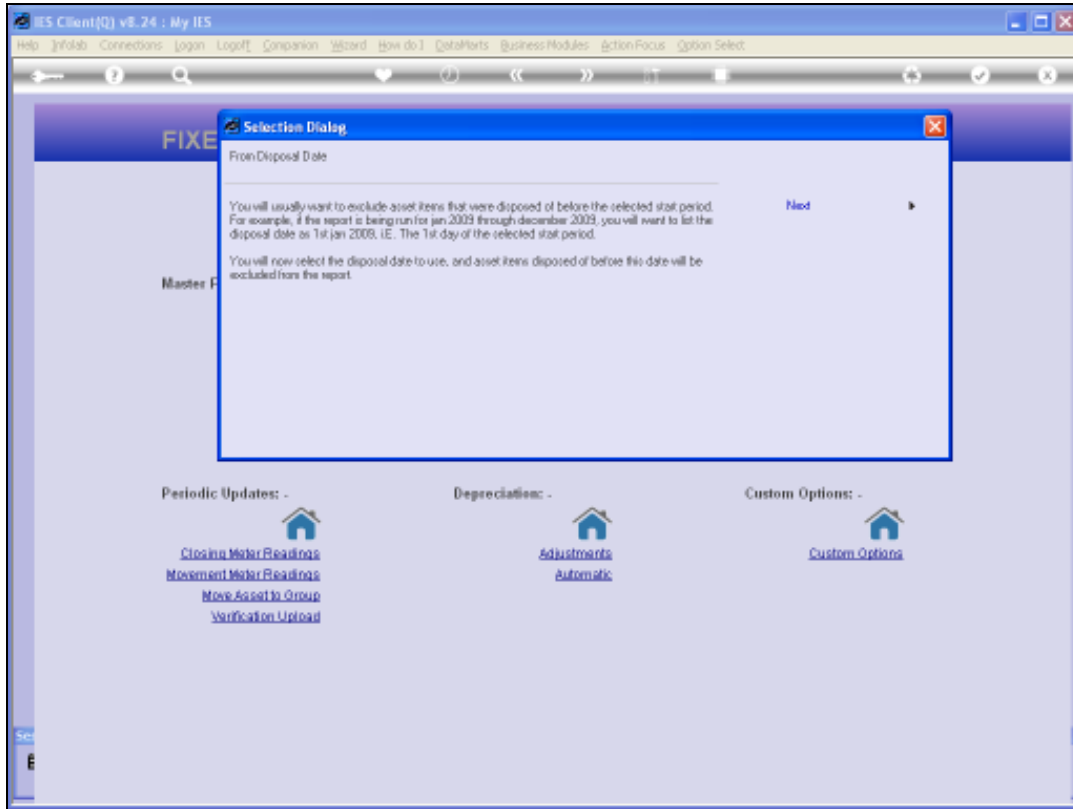 IES Client(Q) v8.24 : My IES
Help Infolab Connections Logon Logoff Companion Wizard How do I DataMarts Business Modules Action Focus Option Select
FIXE
Selection Dialog
From Disposal Date
You will usually want to exclude asset items that were disposed of before the selected start period.
For example, if the report is being run for jan 2009 through december 2009, you will want to list the
disposal date as 1st jan 2009, i.E. The 1st day of the selected start period.
Next
You will now select the disposal date to use, and asset items disposed of before this date will be
excluded from the report.
Master F
Periodic Updates: -
Depreciation: -
Custom Options: -
Closing Meter Readings
Adjustments
Custom Options
Movement Meter Readings
Automatic
Move Asset to Group
Verification Upload
Ses